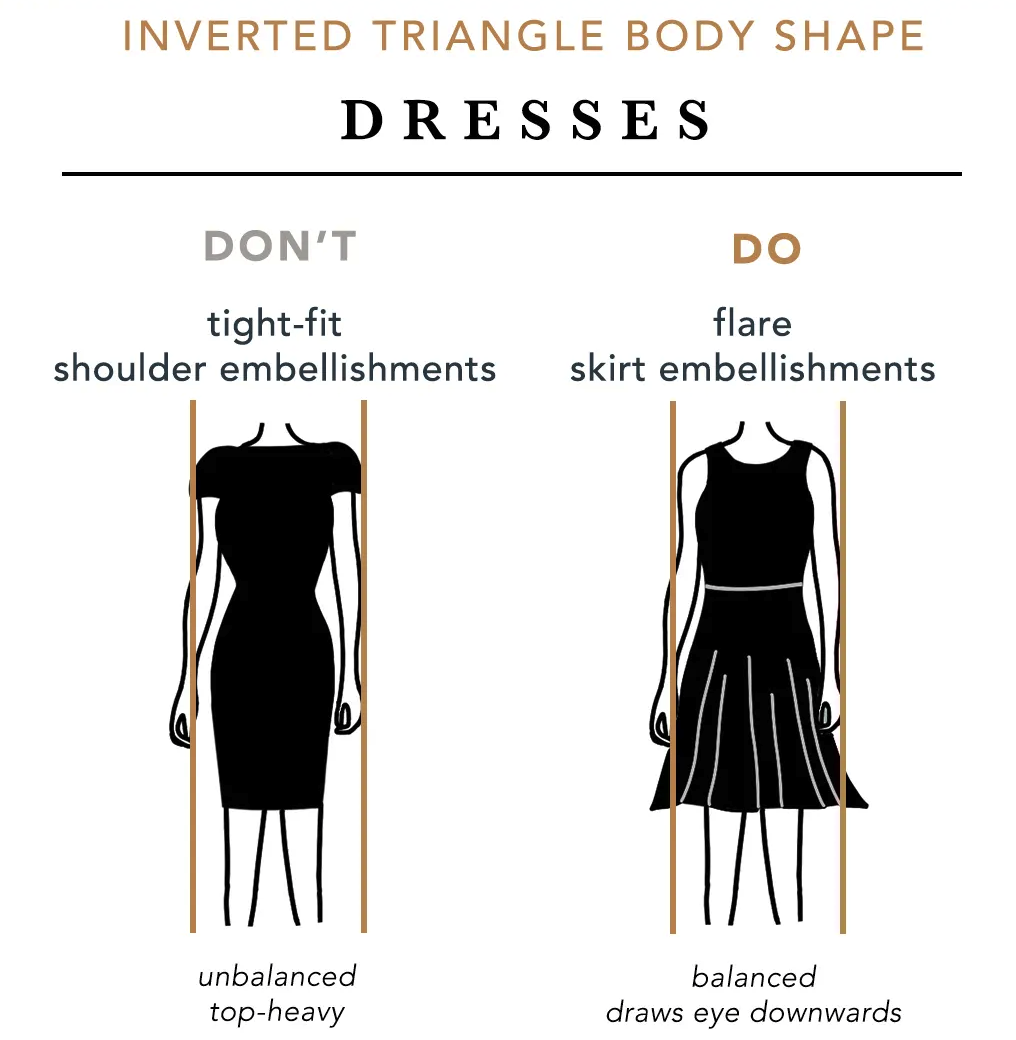 INVERTED TRIANGLE BODY SHAPE
DRESSES
DON'T
tight-fit
shoulder embellishments
unbalanced
top-heavy
DO
flare
skirt embellishments
balanced
draws eye downwards